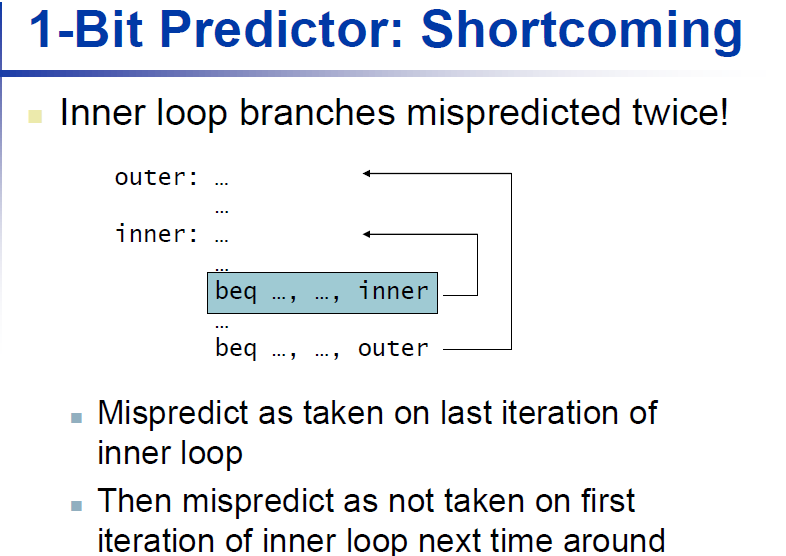 1-Bit Predictor: Shortcoming
Inner loop branches mispredicted twice!
outer: …
…
inner: …
…
beq …, …, inner
…
beq …, …, outer
Mispredict as taken on last iteration of
inner loop
Then mispredict as not taken on first
iteration of inner loop next time around